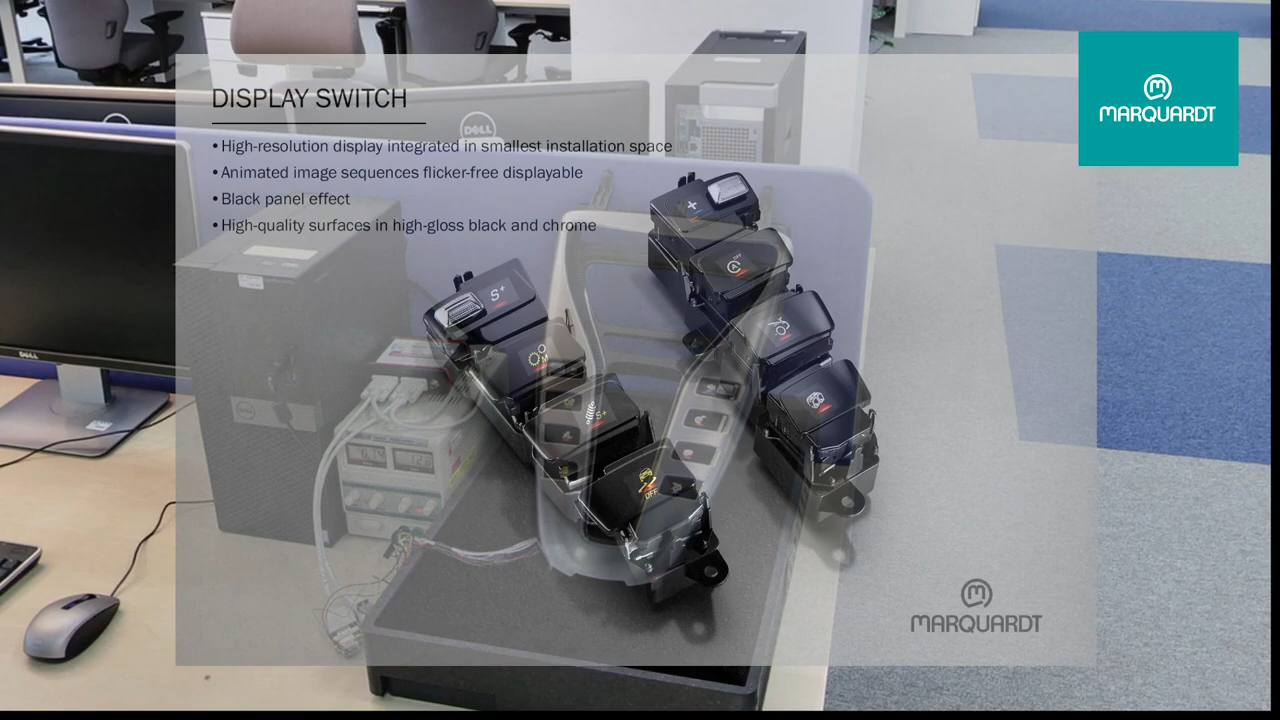 MARQUARDT
DISPLAY SWITCH
• High-resolution display integrated in smallest installation space
• Animated image sequences flicker-free displayable
• Black panel effect
• High-quality surfaces in high-gloss black and chrome
DELL
DELL
S+
OFF
OFF
MARQUARDT